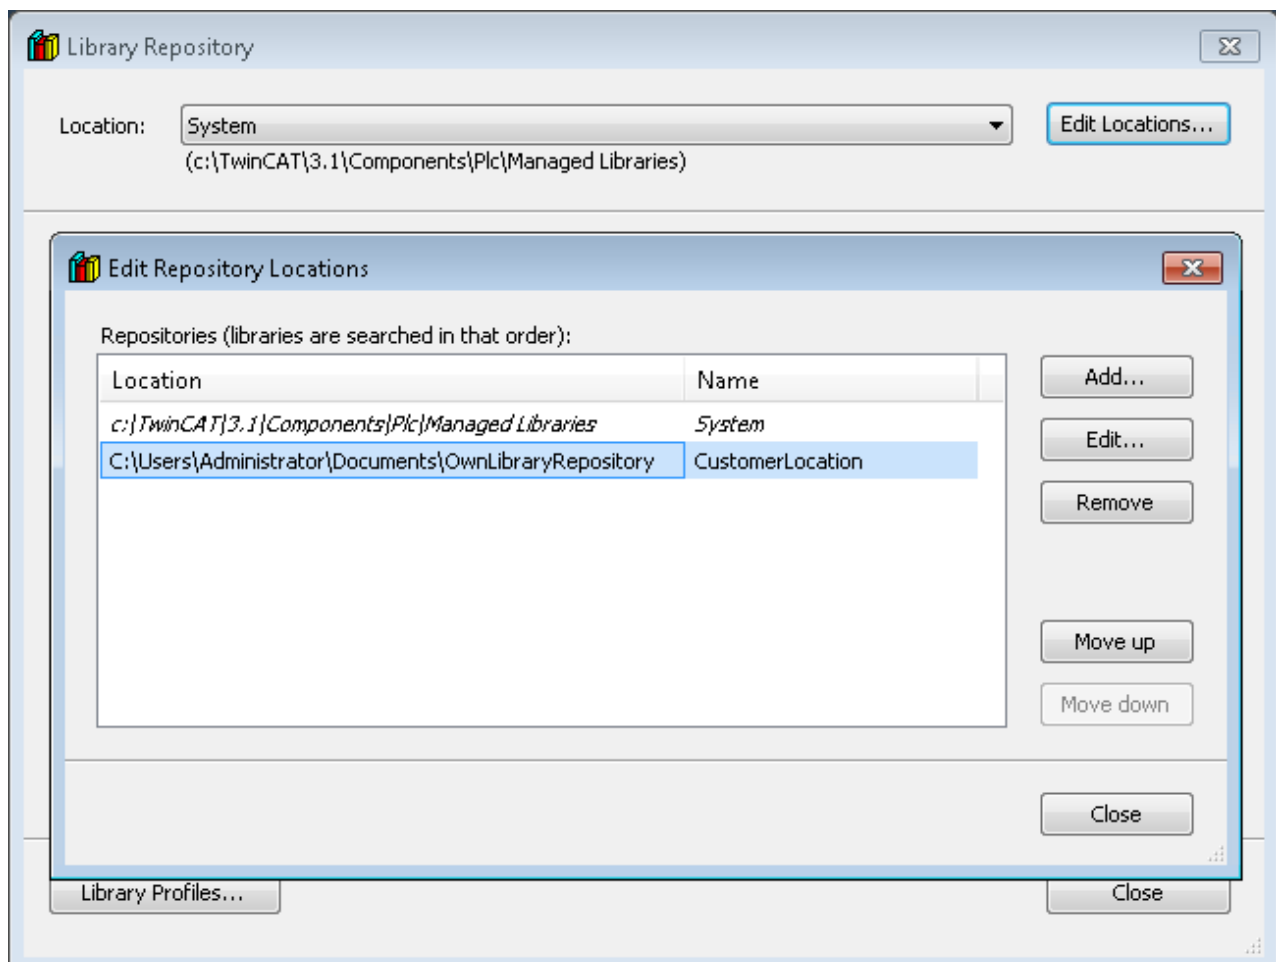 Library Repository
Location: System Edit Locations...
(c:\TwinCAT\3.1\Components\Plc\Managed Libraries)
Edit Repository Locations
Repositories (libraries are searched in that order):
Location Name
c:\TwinCAT\3.1\Components\Plc\Managed Libraries System
C:\Users\Administrator\Documents\OwnLibraryRepository CustomerLocation
Add...
Edit...
Remove
Move up
Move down
Close
Library Profiles... Close